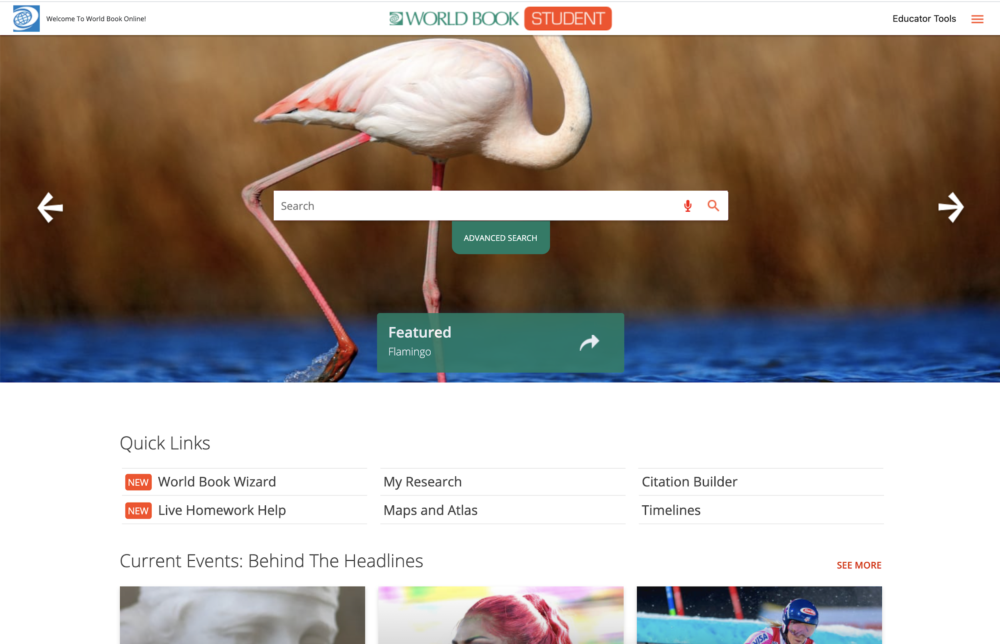 Welcome To World Book Online!
WORLD BOOK STUDENT
Educator Tools
Search
ADVANCED SEARCH
Featured
Flamingo
Quick Links
NEW World Book Wizard
My Research
Citation Builder
NEW Live Homework Help
Maps and Atlas
Timelines
Current Events: Behind The Headlines
SEE MORE
VISA